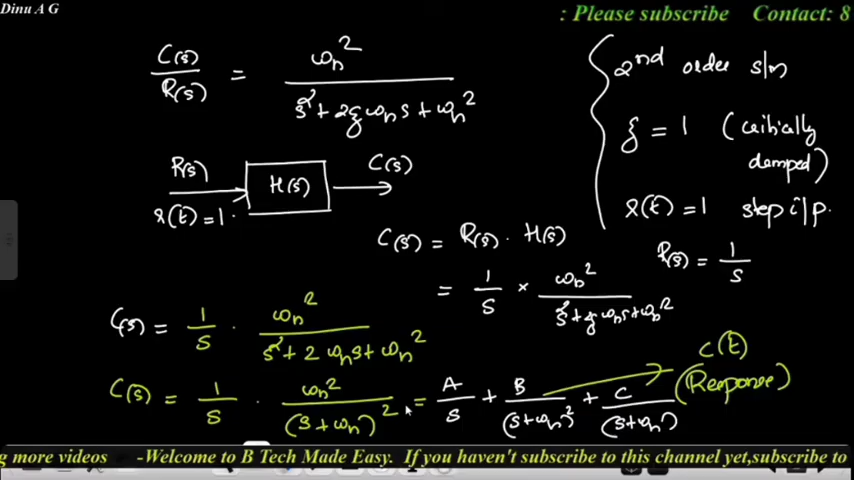 Dinu A G
: Please subscribe Contact: 8
C(s)/R(s) = ωn²/(s² + 2ξωns + ωn²)
2nd order s/m
ξ = 1 (critically damped)
r(t) = 1 step i/p.
R(s) = 1/s
R(s) H(s) C(s)
r(t) = 1.
C(s) = R(s) · H(s)
= 1/s × ωn²/(s² + 2ξωns + ωn²)
C(s) = 1/s · ωn²/(s² + 2ωns + ωn²)
C(s) = 1/s · ωn²/(s + ωn)² = A/s + B/(s + ωn)² + C/(s + ωn)
C(t)
(Response)
g more videos -Welcome to B Tech Made Easy. If you haven't subscribe to this channel yet,subscribe to